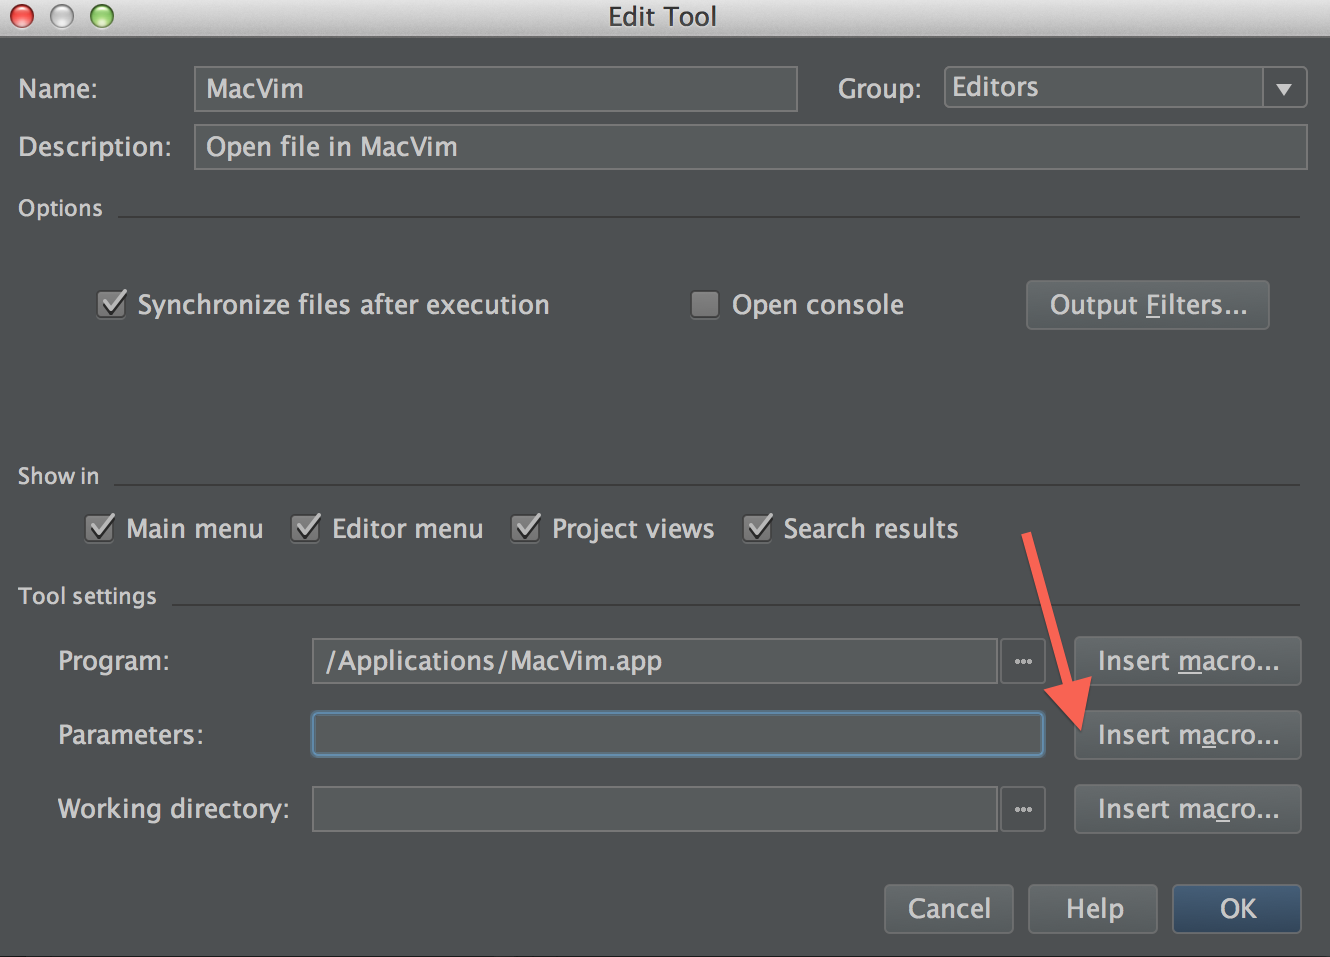 Edit Tool
Name: MacVim Group: Editors
Description: Open file in MacVim
Options
Synchronize files after execution Open console Output Filters...
Show in
Main menu Editor menu Project views Search results
Tool settings
Program: /Applications/MacVim.app ... Insert macro...
Parameters: Insert macro...
Working directory: ... Insert macro...
Cancel Help OK